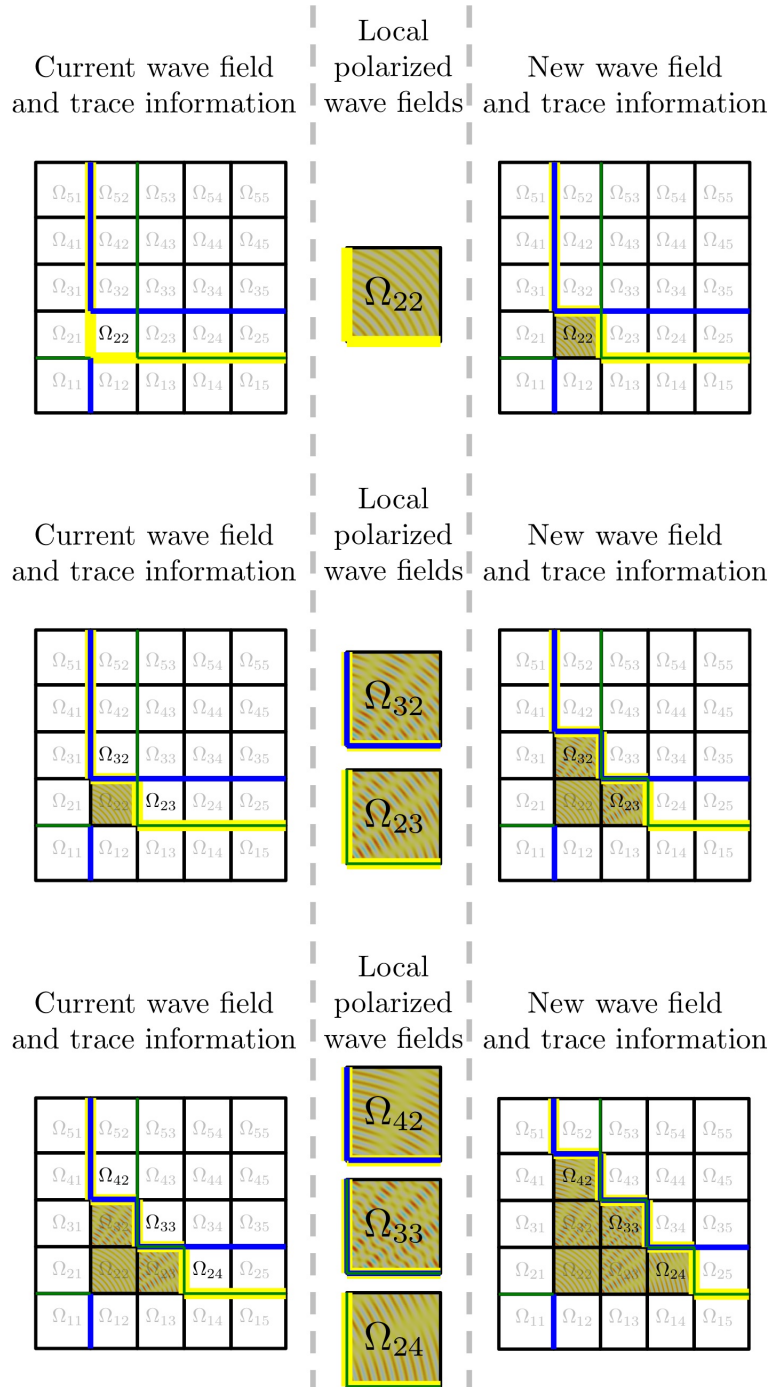 Current wave field
and trace information
Local
polarized
wave fields
New wave field
and trace information
Ω₅₁ Ω₅₂ Ω₅₃ Ω₅₄ Ω₅₅
Ω₄₁ Ω₄₂ Ω₄₃ Ω₄₄ Ω₄₅
Ω₃₁ Ω₃₂ Ω₃₃ Ω₃₄ Ω₃₅
Ω₂₁ Ω₂₂ Ω₂₃ Ω₂₄ Ω₂₅
Ω₁₁ Ω₁₂ Ω₁₃ Ω₁₄ Ω₁₅
Ω₂₂
Ω₅₁ Ω₅₂ Ω₅₃ Ω₅₄ Ω₅₅
Ω₄₁ Ω₄₂ Ω₄₃ Ω₄₄ Ω₄₅
Ω₃₁ Ω₃₂ Ω₃₃ Ω₃₄ Ω₃₅
Ω₂₁ Ω₂₂ Ω₂₃ Ω₂₄ Ω₂₅
Ω₁₁ Ω₁₂ Ω₁₃ Ω₁₄ Ω₁₅
Current wave field
and trace information
Local
polarized
wave fields
New wave field
and trace information
Ω₅₁ Ω₅₂ Ω₅₃ Ω₅₄ Ω₅₅
Ω₄₁ Ω₄₂ Ω₄₃ Ω₄₄ Ω₄₅
Ω₃₁ Ω₃₂ Ω₃₃ Ω₃₄ Ω₃₅
Ω₂₁ Ω₂₂ Ω₂₃ Ω₂₄ Ω₂₅
Ω₁₁ Ω₁₂ Ω₁₃ Ω₁₄ Ω₁₅
Ω₃₂
Ω₂₃
Ω₅₁ Ω₅₂ Ω₅₃ Ω₅₄ Ω₅₅
Ω₄₁ Ω₄₂ Ω₄₃ Ω₄₄ Ω₄₅
Ω₃₁ Ω₃₂ Ω₃₃ Ω₃₄ Ω₃₅
Ω₂₁ Ω₂₂ Ω₂₃ Ω₂₄ Ω₂₅
Ω₁₁ Ω₁₂ Ω₁₃ Ω₁₄ Ω₁₅
Current wave field
and trace information
Local
polarized
wave fields
New wave field
and trace information
Ω₅₁ Ω₅₂ Ω₅₃ Ω₅₄ Ω₅₅
Ω₄₁ Ω₄₂ Ω₄₃ Ω₄₄ Ω₄₅
Ω₃₁ Ω₃₂ Ω₃₃ Ω₃₄ Ω₃₅
Ω₂₁ Ω₂₂ Ω₂₃ Ω₂₄ Ω₂₅
Ω₁₁ Ω₁₂ Ω₁₃ Ω₁₄ Ω₁₅
Ω₄₂
Ω₃₃
Ω₂₄
Ω₅₁ Ω₅₂ Ω₅₃ Ω₅₄ Ω₅₅
Ω₄₁ Ω₄₂ Ω₄₃ Ω₄₄ Ω₄₅
Ω₃₁ Ω₃₂ Ω₃₃ Ω₃₄ Ω₃₅
Ω₂₁ Ω₂₂ Ω₂₃ Ω₂₄ Ω₂₅
Ω₁₁ Ω₁₂ Ω₁₃ Ω₁₄ Ω₁₅